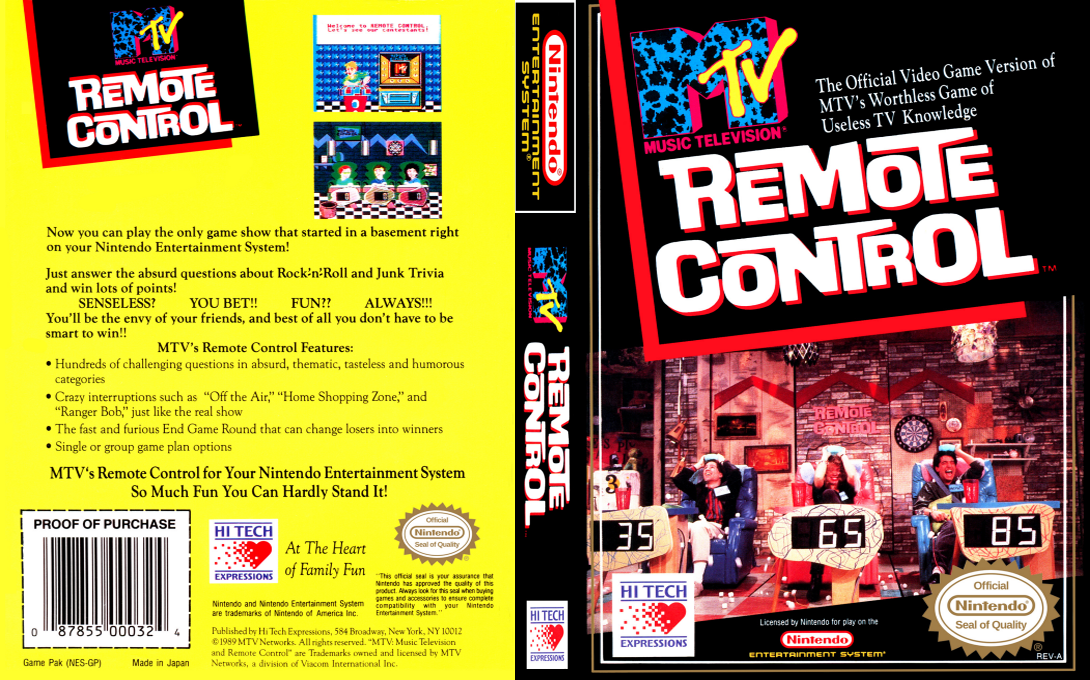 MTV
MUSIC TELEVISION
REMOTE
CONTROL
Welcome to REMOTE CONTROL.
Let's see our contestants!
Now you can play the only game show that started in a basement right
on your Nintendo Entertainment System!
Just answer the absurd questions about Rock-'n'-Roll and Junk Trivia
and win lots of points!
SENSELESS? YOU BET!! FUN?? ALWAYS!!!
You'll be the envy of your friends, and best of all you don't have to be
smart to win!!
MTV's Remote Control Features:
• Hundreds of challenging questions in absurd, thematic, tasteless and humorous
categories
• Crazy interruptions such as "Off the Air," "Home Shopping Zone," and
"Ranger Bob," just like the real show
• The fast and furious End Game Round that can change losers into winners
• Single or group game plan options
MTV's Remote Control for Your Nintendo Entertainment System
So Much Fun You Can Hardly Stand It!
PROOF OF PURCHASE
0 87855 00032 4
Game Pak (NES-GP) Made in Japan
HI TECH
EXPRESSIONS
At The Heart
of Family Fun
Official
Nintendo
Seal of Quality
"This official seal is your assurance that
Nintendo has approved the quality of this
product. Always look for this seal when buying
games and accessories to ensure complete
compatibility with your Nintendo
Entertainment System."
Nintendo and Nintendo Entertainment System
are trademarks of Nintendo of America Inc.
Published by Hi Tech Expressions, 584 Broadway, New York, NY 10012
©1989 MTV Networks. All rights reserved. "MTV: Music Television
and Remote Control" are Trademarks owned and licensed by MTV
Networks, a division of Viacom International Inc.
Nintendo
ENTERTAINMENT
SYSTEM®
MTV
MUSIC TELEVISION
REMOTE
CONTROL
HI TECH
EXPRESSIONS
MTV
MUSIC TELEVISION®
The Official Video Game Version of
MTV's Worthless Game of
Useless TV Knowledge
REMOTE
CONTROL™
REMOTE
CONTROL
3
35
65
85
HI TECH
EXPRESSIONS
Licensed by Nintendo for play on the
Nintendo
ENTERTAINMENT SYSTEM®
Official
Nintendo®
Seal of Quality
®
REV-A